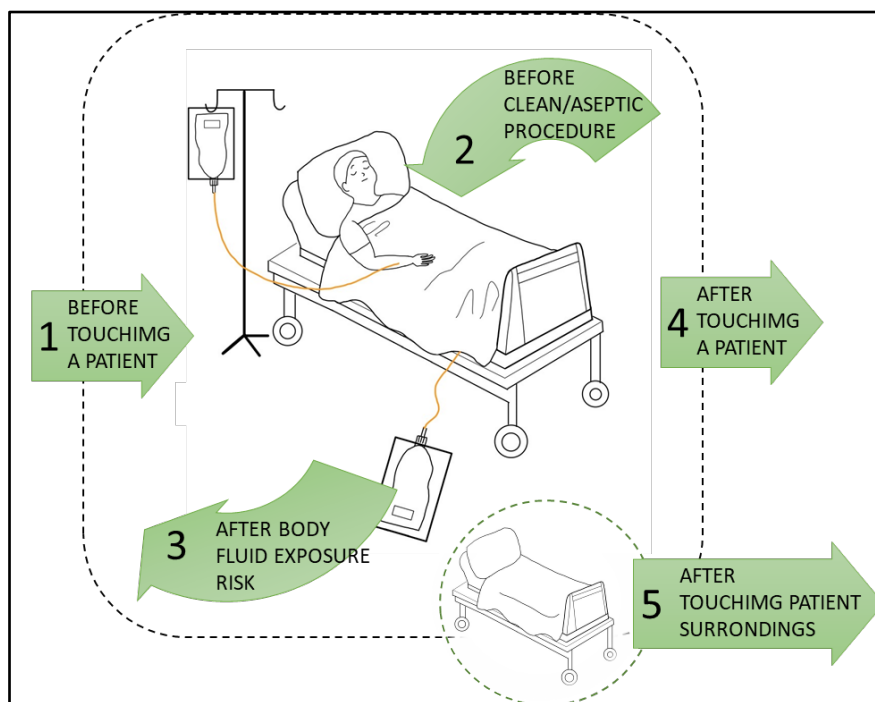 1
BEFORE
TOUCHIMG
A PATIENT
2
BEFORE
CLEAN/ASEPTIC
PROCEDURE
3
AFTER BODY
FLUID EXPOSURE
RISK
4
AFTER
TOUCHIMG
A PATIENT
5
AFTER
TOUCHIMG PATIENT
SURRONDINGS